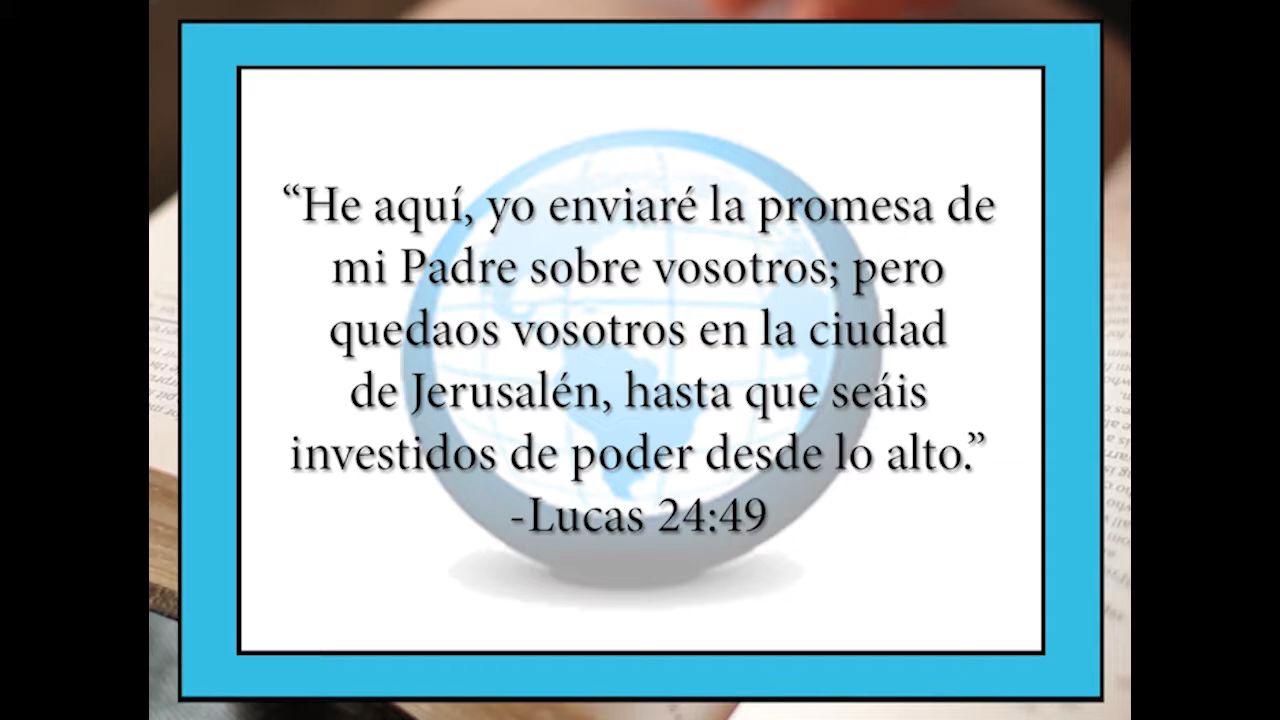 “He aquí, yo enviaré la promesa de
mi Padre sobre vosotros; pero
quedaos vosotros en la ciudad
de Jerusalén, hasta que seáis
investidos de poder desde lo alto.”
-Lucas 24:49